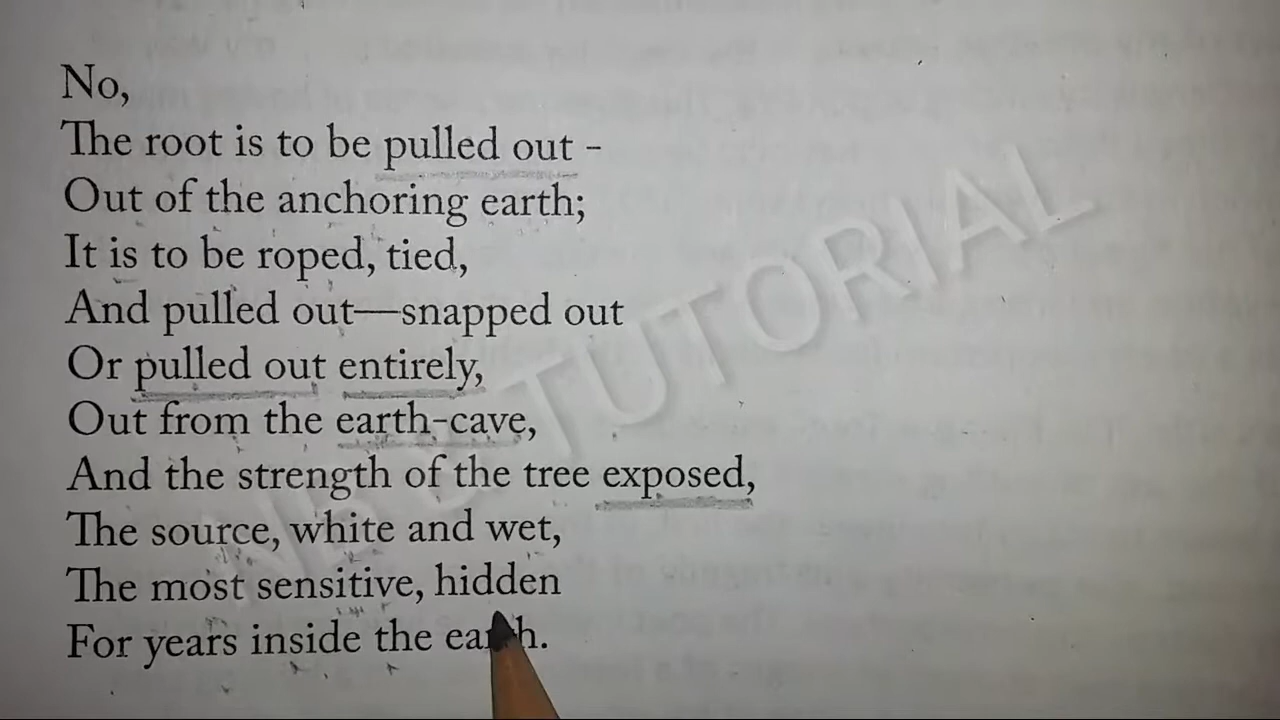 No,
The root is to be pulled out -
Out of the anchoring earth;
It is to be roped, tied,
And pulled out—snapped out
Or pulled out entirely,
Out from the earth-cave,
And the strength of the tree exposed,
The source, white and wet,
The most sensitive, hidden
For years inside the earth.
TUTORIAL